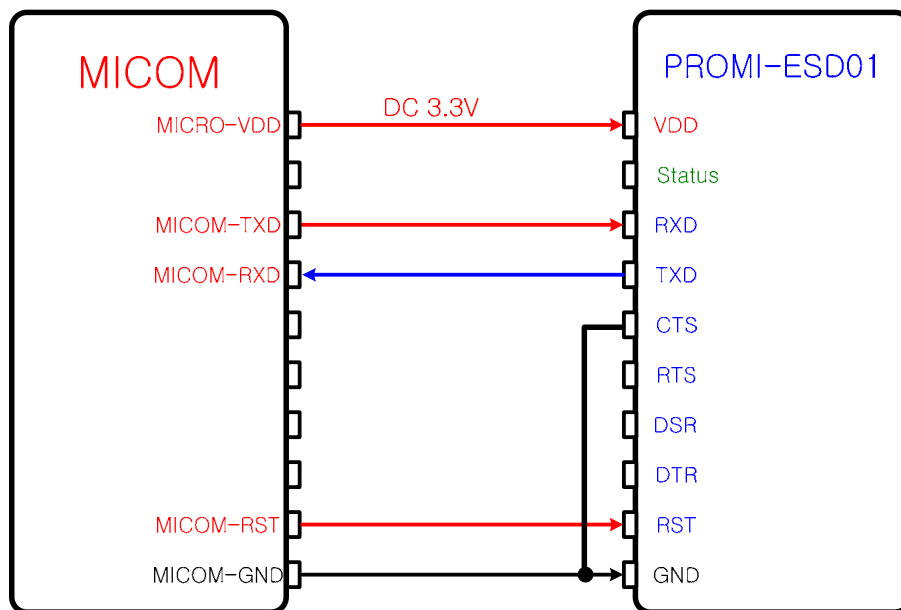 MICOM
PROMI-ESD01
MICRO-VDD
DC 3.3V
VDD
Status
MICOM-TXD
RXD
MICOM-RXD
TXD
CTS
RTS
DSR
DTR
MICOM-RST
RST
MICOM-GND
GND